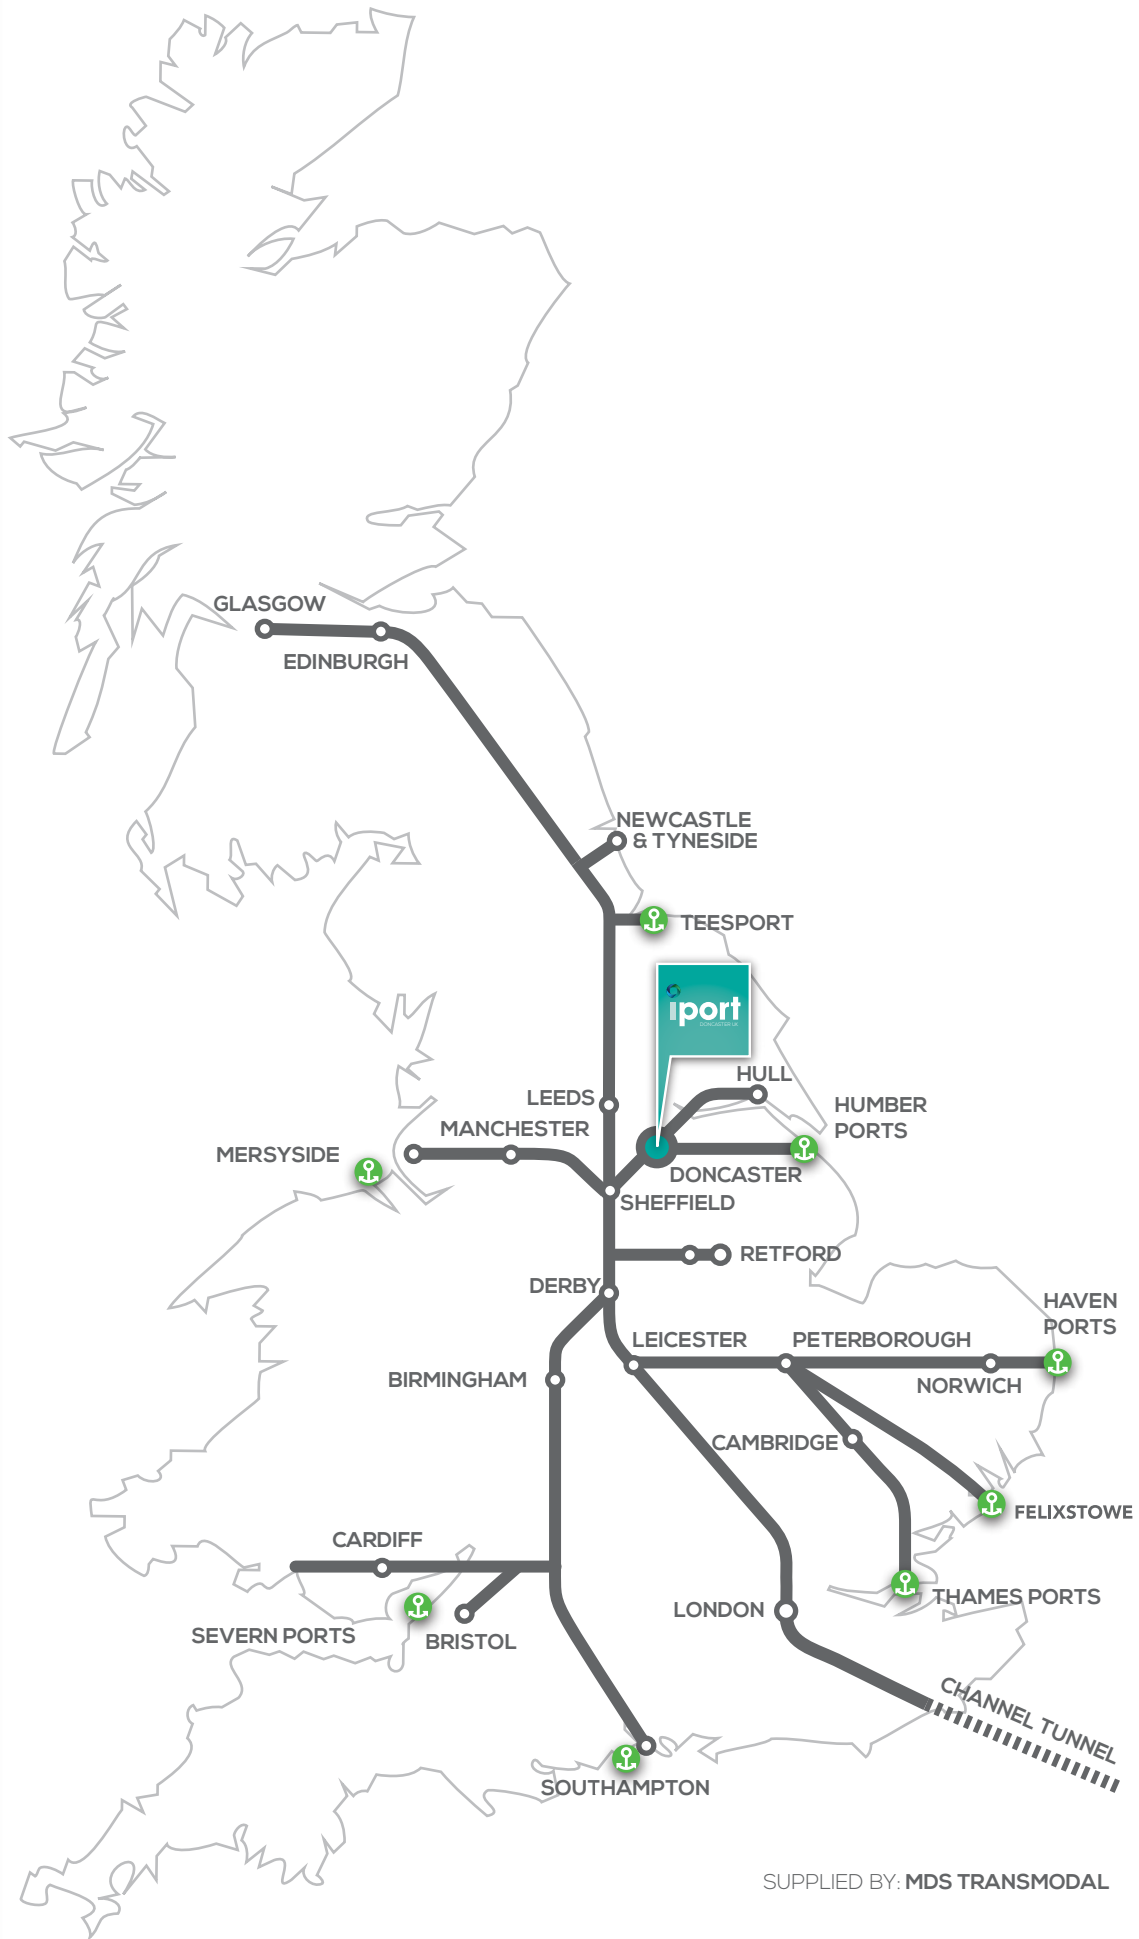 GLASGOW
EDINBURGH
NEWCASTLE
& TYNESIDE
TEESPORT
iport
DONCASTER UK
HULL
LEEDS
HUMBER
PORTS
MANCHESTER
MERSYSIDE
DONCASTER
SHEFFIELD
RETFORD
DERBY
HAVEN
PORTS
LEICESTER
PETERBOROUGH
BIRMINGHAM
NORWICH
CAMBRIDGE
FELIXSTOWE
CARDIFF
THAMES PORTS
LONDON
SEVERN PORTS
BRISTOL
CHANNEL TUNNEL
SOUTHAMPTON
SUPPLIED BY: MDS TRANSMODAL